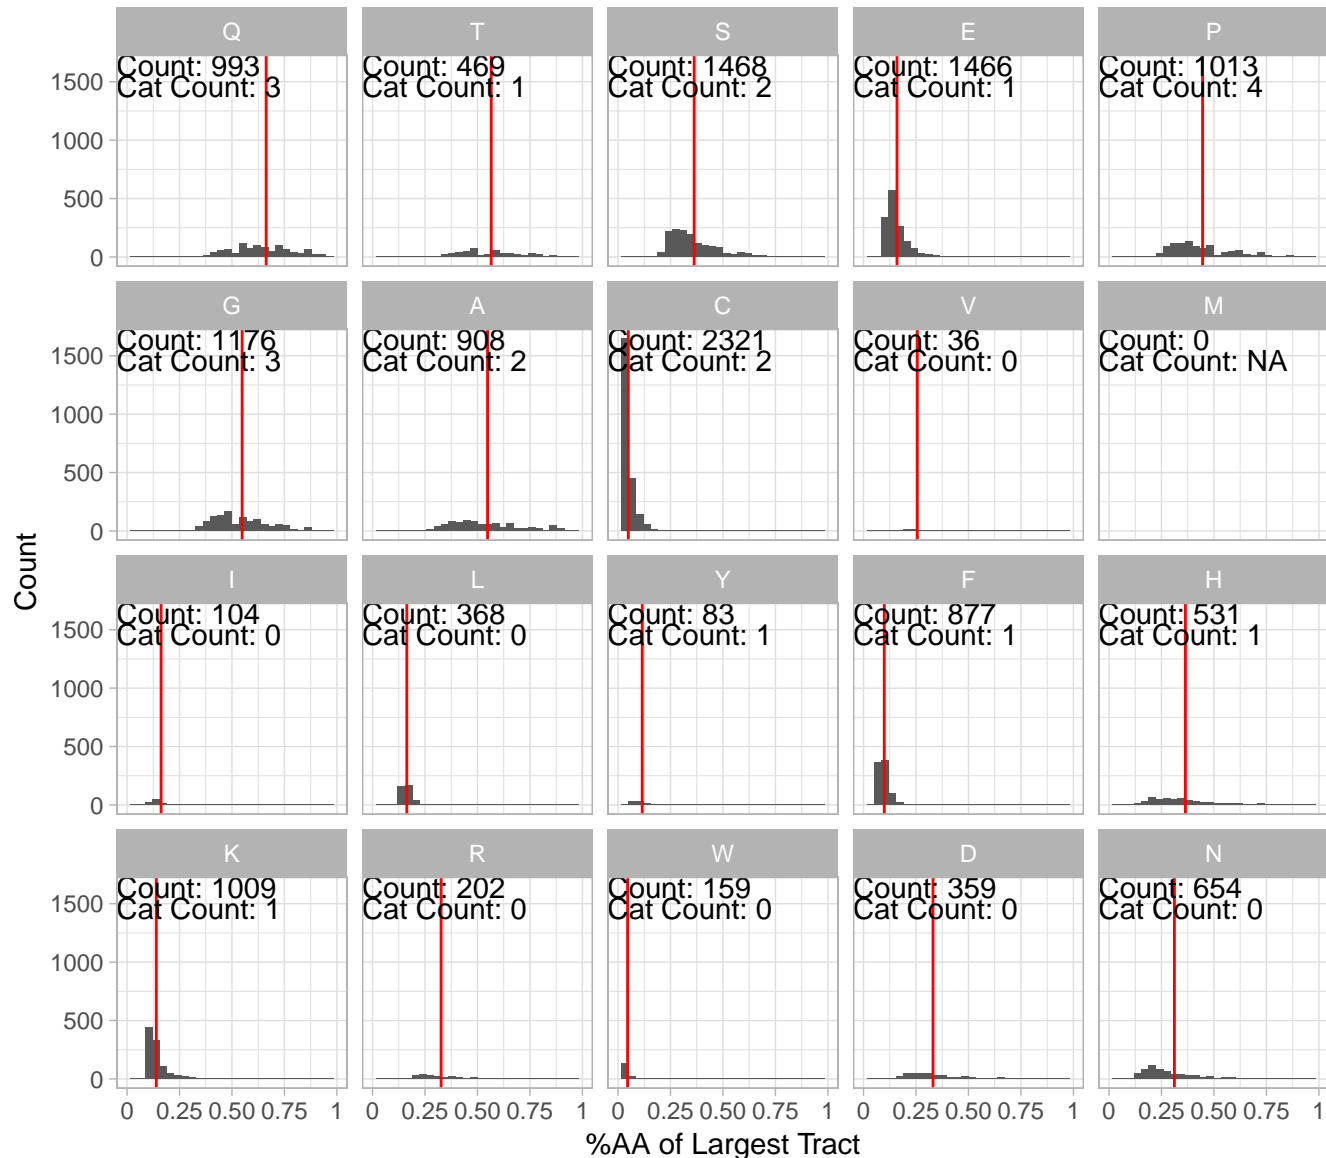 Q T S E P
Count: 993 Count: 469 Count: 1468 Count: 1466 Count: 1013
Cat Count: 3 Cat Count: 1 Cat Count: 2 Cat Count: 1 Cat Count: 4
1500
1000
500
0
G A C V M
Count: 1176 Count: 908 Count: 2321 Count: 36 Count: 0
Cat Count: 3 Cat Count: 2 Cat Count: 2 Cat Count: 0 Cat Count: NA
1500
1000
500
0
Count
I L Y F H
Count: 104 Count: 368 Count: 83 Count: 877 Count: 531
Cat Count: 0 Cat Count: 0 Cat Count: 1 Cat Count: 1 Cat Count: 1
1500
1000
500
0
K R W D N
Count: 1009 Count: 202 Count: 159 Count: 359 Count: 654
Cat Count: 1 Cat Count: 0 Cat Count: 0 Cat Count: 0 Cat Count: 0
1500
1000
500
0
0 0.25 0.50 0.75 1 0 0.25 0.50 0.75 1 0 0.25 0.50 0.75 1 0 0.25 0.50 0.75 1 0 0.25 0.50 0.75 1
%AA of Largest Tract